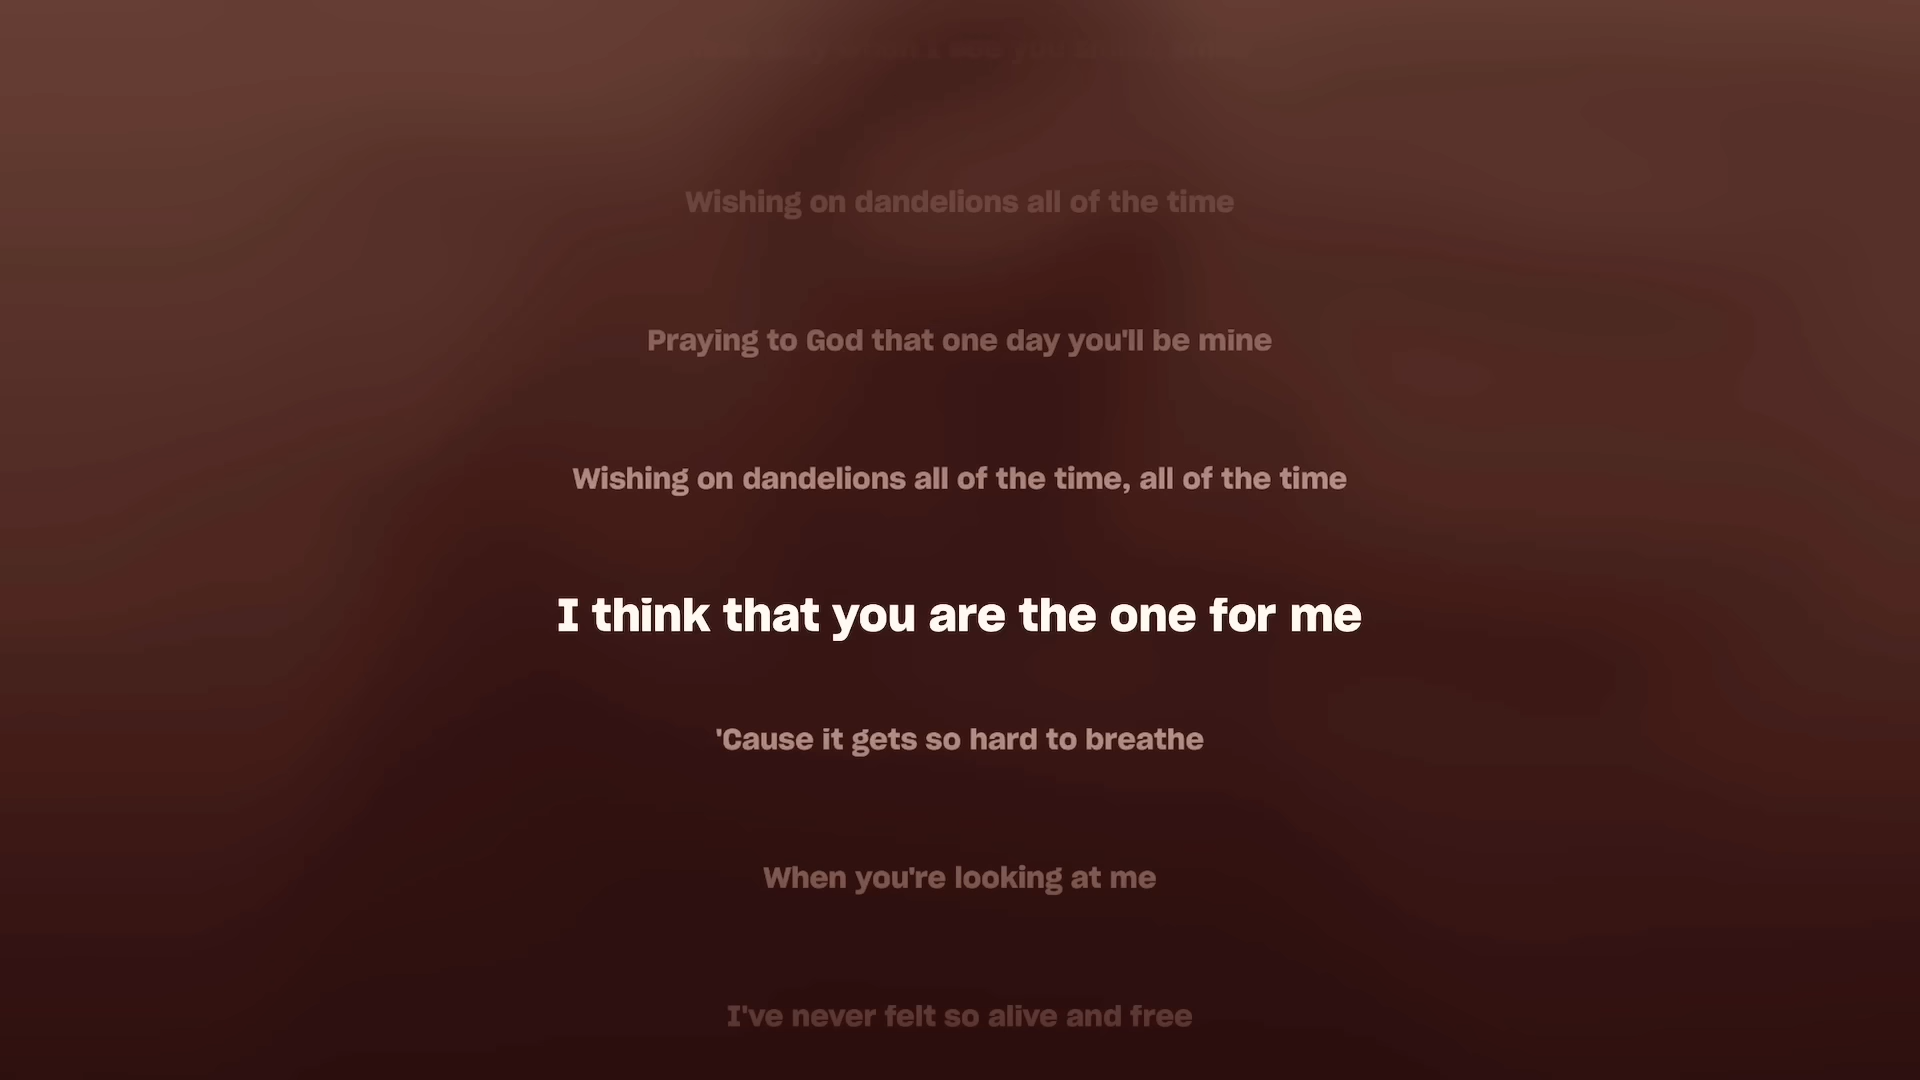 Wishing on dandelions all of the time
Praying to God that one day you'll be mine
Wishing on dandelions all of the time, all of the time
I think that you are the one for me
'Cause it gets so hard to breathe
When you're looking at me
I've never felt so alive and free